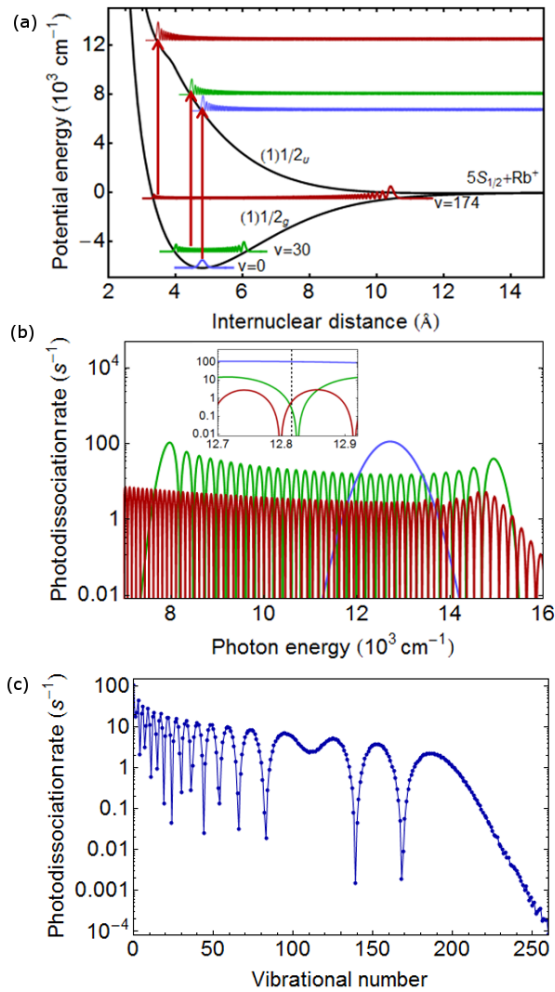 (a)
Potential energy (10³ cm⁻¹)
12
8
4
0
−4
(1)1/2u
5S1/2+Rb⁺
v=174
(1)1/2g
v=30
v=0
2 4 6 8 10 12 14
Internuclear distance (Å)
(b)
Photodissociation rate (s⁻¹)
10⁴
100
1
0.01
100
10
1
0.1
0.01
12.7 12.8 12.9
8 10 12 14 16
Photon energy (10³ cm⁻¹)
(c)
Photodissociation rate (s⁻¹)
100
10
1
0.1
0.01
0.001
10⁻⁴
0 50 100 150 200 250
Vibrational number